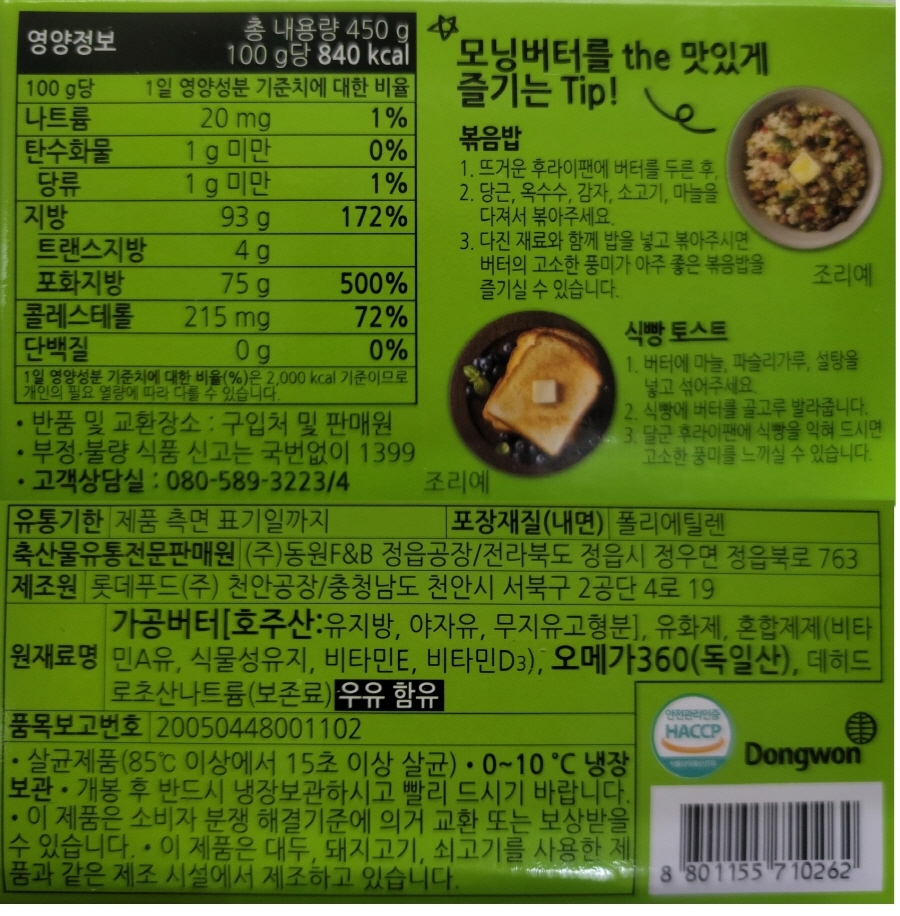 영양정보
총 내용량 450 g
100 g당 840 kcal
100 g당 1일 영양성분 기준치에 대한 비율
나트륨 20 mg 1%
탄수화물 1 g 미만 0%
당류 1 g 미만 1%
지방 93 g 172%
트랜스지방 4 g
포화지방 75 g 500%
콜레스테롤 215 mg 72%
단백질 0 g 0%
1일 영양성분 기준치에 대한 비율(%)은 2,000 kcal 기준이므로
개인의 필요 열량에 따라 다를 수 있습니다.
• 반품 및 교환장소 : 구입처 및 판매원
• 부정·불량 식품 신고는 국번없이 1399
• 고객상담실 : 080-589-3223/4
모닝버터를 the 맛있게
즐기는 Tip!
볶음밥
1. 뜨거운 후라이팬에 버터를 두른 후,
2. 당근, 옥수수, 감자, 소고기, 마늘을
다져서 볶아주세요.
3. 다진 재료와 함께 밥을 넣고 볶아주시면
버터의 고소한 풍미가 아주 좋은 볶음밥을
즐기실 수 있습니다.
조리예
식빵 토스트
1. 버터에 마늘, 파슬리가루, 설탕을
넣고 섞어주세요.
2. 식빵에 버터를 골고루 발라줍니다.
3. 달군 후라이팬에 식빵을 익혀 드시면
고소한 풍미를 느끼실 수 있습니다.
조리예
유통기한 제품 측면 표기일까지 포장재질(내면) 폴리에틸렌
축산물유통전문판매원 (주)동원F&B 정읍공장/전라북도 정읍시 정우면 정읍북로 763
제조원 롯데푸드(주) 천안공장/충청남도 천안시 서북구 2공단 4로 19
원재료명 가공버터[호주산:유지방, 야자유, 무지유고형분], 유화제, 혼합제제(비타
민A유, 식물성유지, 비타민E, 비타민D3), 오메가360(독일산), 데히드
로초산나트륨(보존료) 우유 함유
품목보고번호 20050448001102
• 살균제품(85℃ 이상에서 15초 이상 살균) • 0~10 ℃ 냉장
보관 • 개봉 후 반드시 냉장보관하시고 빨리 드시기 바랍니다.
• 이 제품은 소비자 분쟁 해결기준에 의거 교환 또는 보상받을
수 있습니다. • 이 제품은 대두, 돼지고기, 쇠고기를 사용한 제
품과 같은 제조 시설에서 제조하고 있습니다.
안전관리인증
HACCP
Dongwon
8 801155 710262